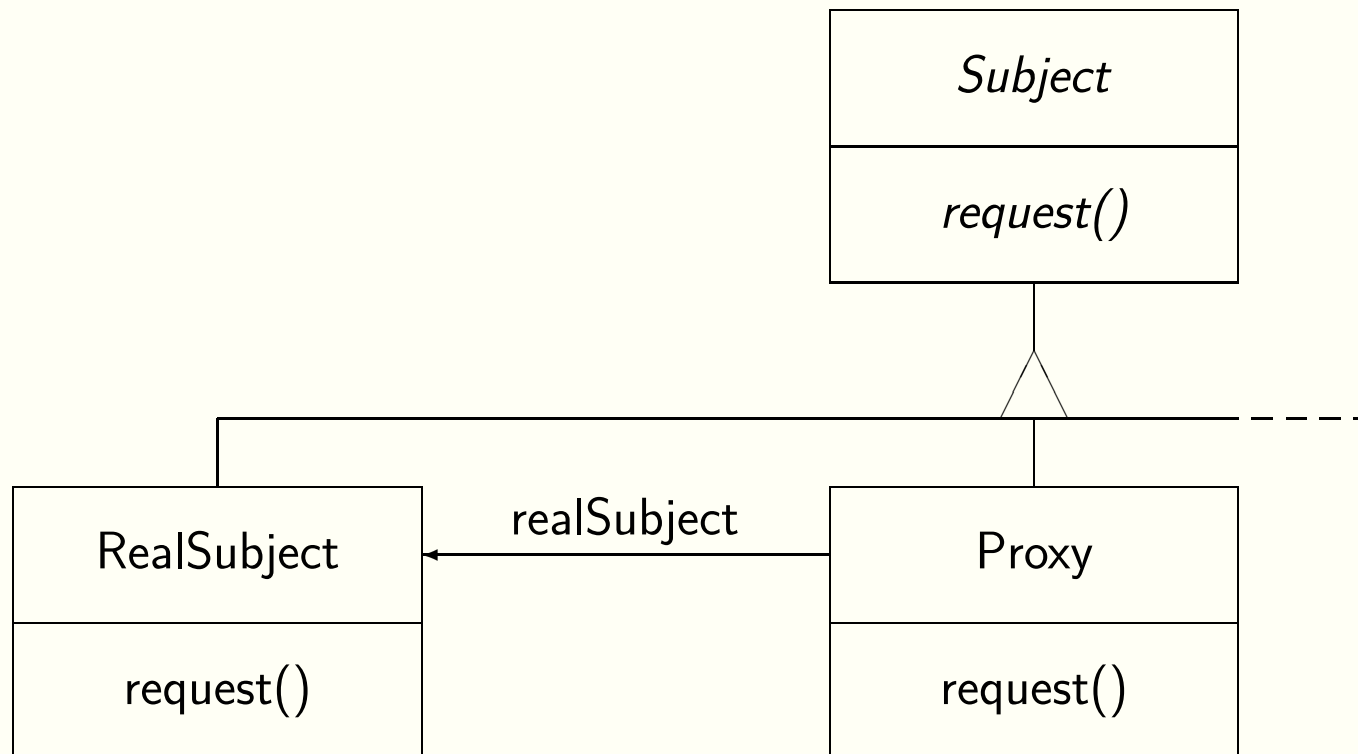 Subject
request()
realSubject
RealSubject
Proxy
request()
request()